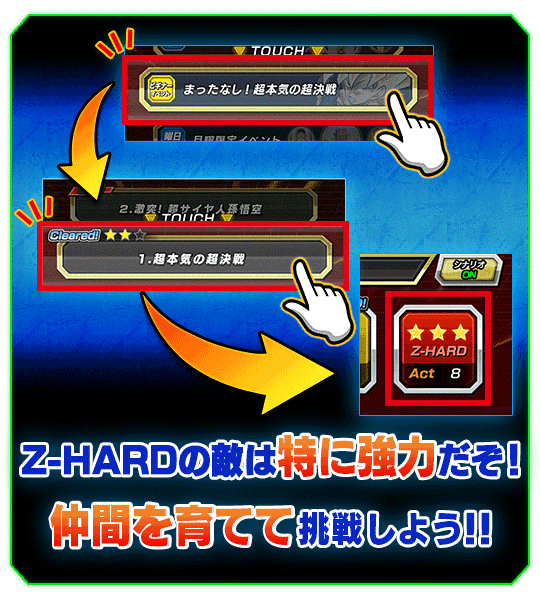 TOUCH
ビギナー
イベント
まったなし！超本気の超決戦
曜日
月曜限定イベント
2.激突！超サイヤ人孫悟空
TOUCH
Cleared!
1.超本気の超決戦
シナリオ
ON
Z-HARD
Act 8
Z-HARDの敵は特に強力だぞ！
仲間を育てて挑戦しよう!!